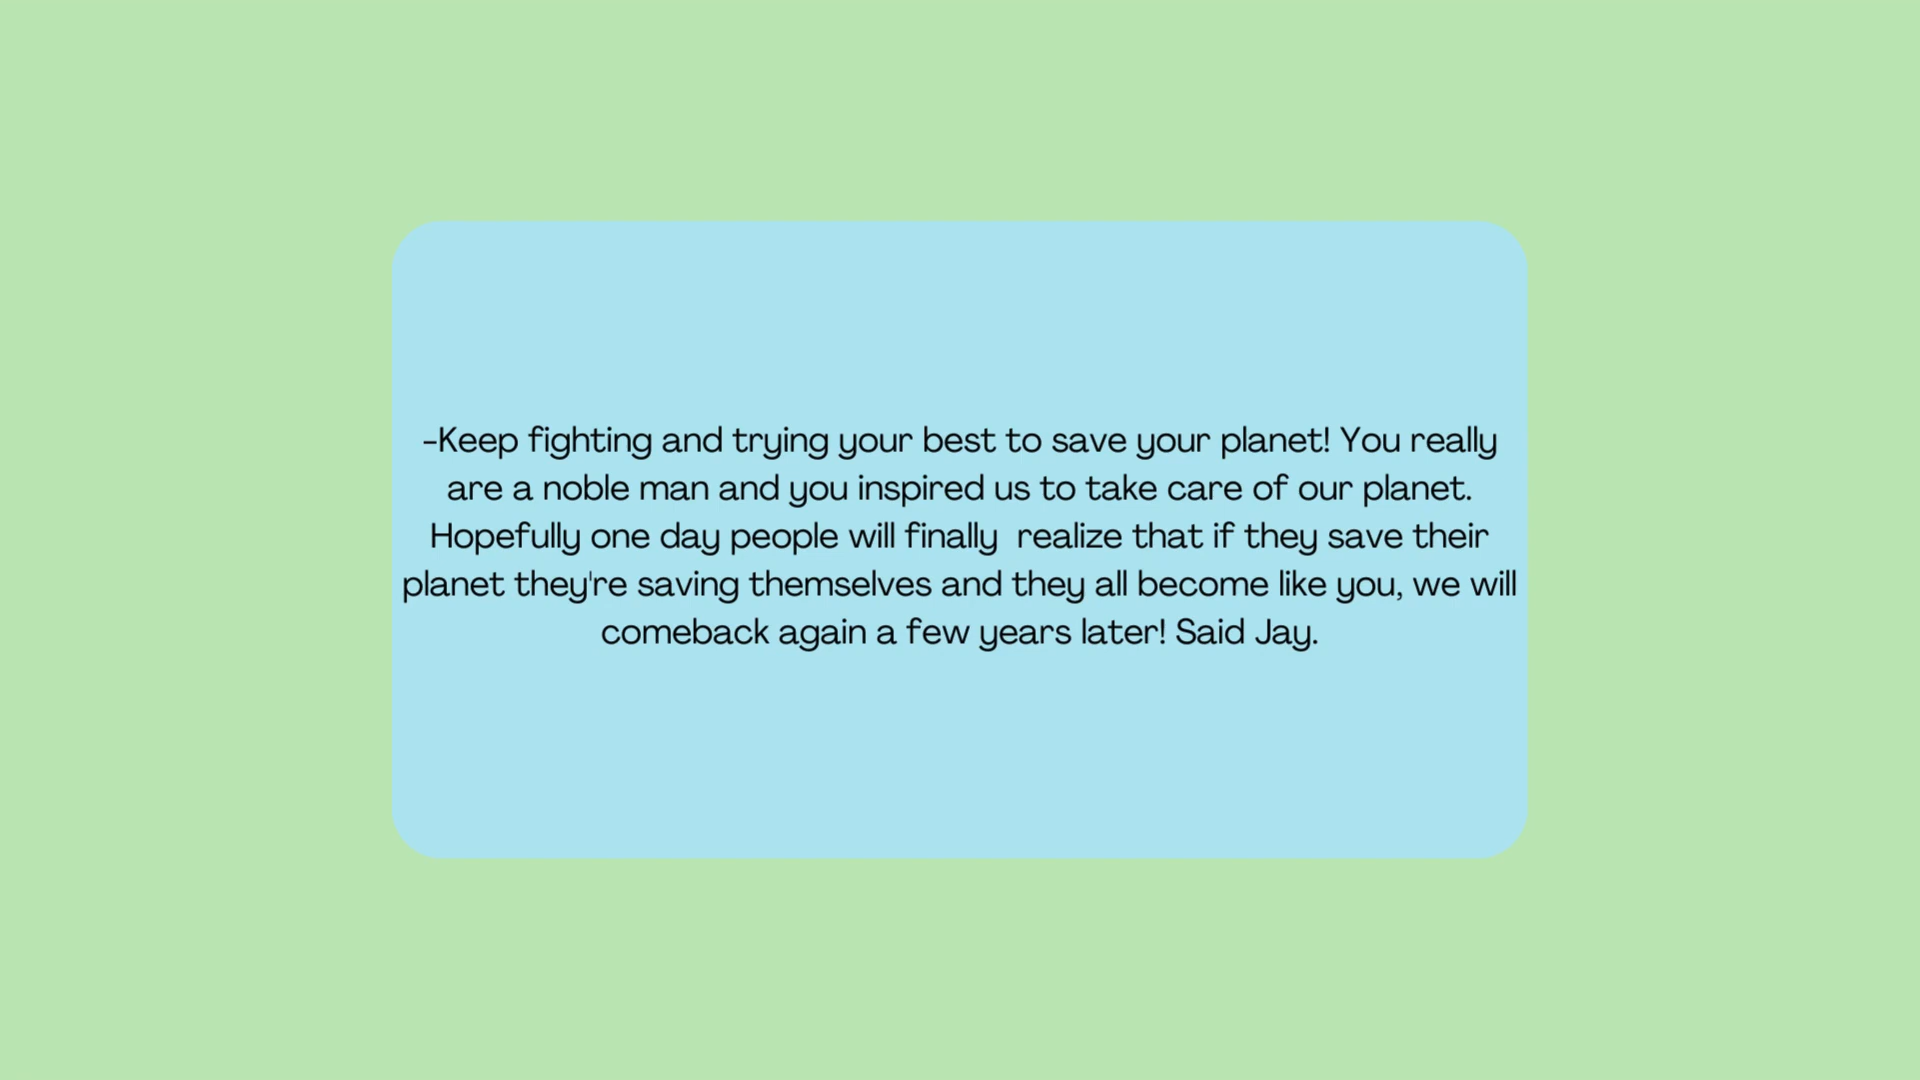 -Keep fighting and trying your best to save your planet! You really
are a noble man and you inspired us to take care of our planet.
Hopefully one day people will finally  realize that if they save their
planet they're saving themselves and they all become like you, we will
comeback again a few years later! Said Jay.